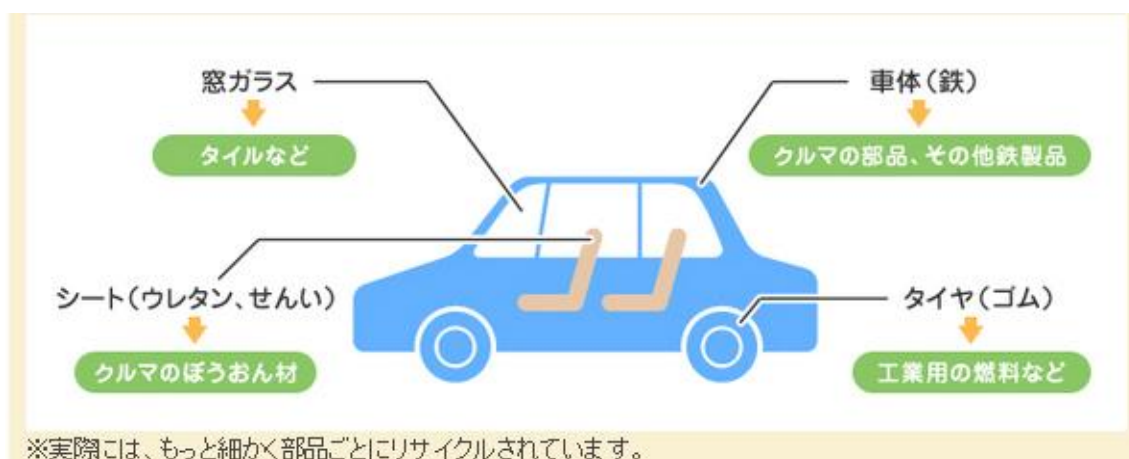 窓ガラス
タイルなど
車体(鉄)
クルマの部品、その他鉄製品
シート(ウレタン、せんい)
クルマのぼうおん材
タイヤ(ゴム)
工業用の燃料など
※実際には、もっと細かく部品ごとにリサイクルされています。